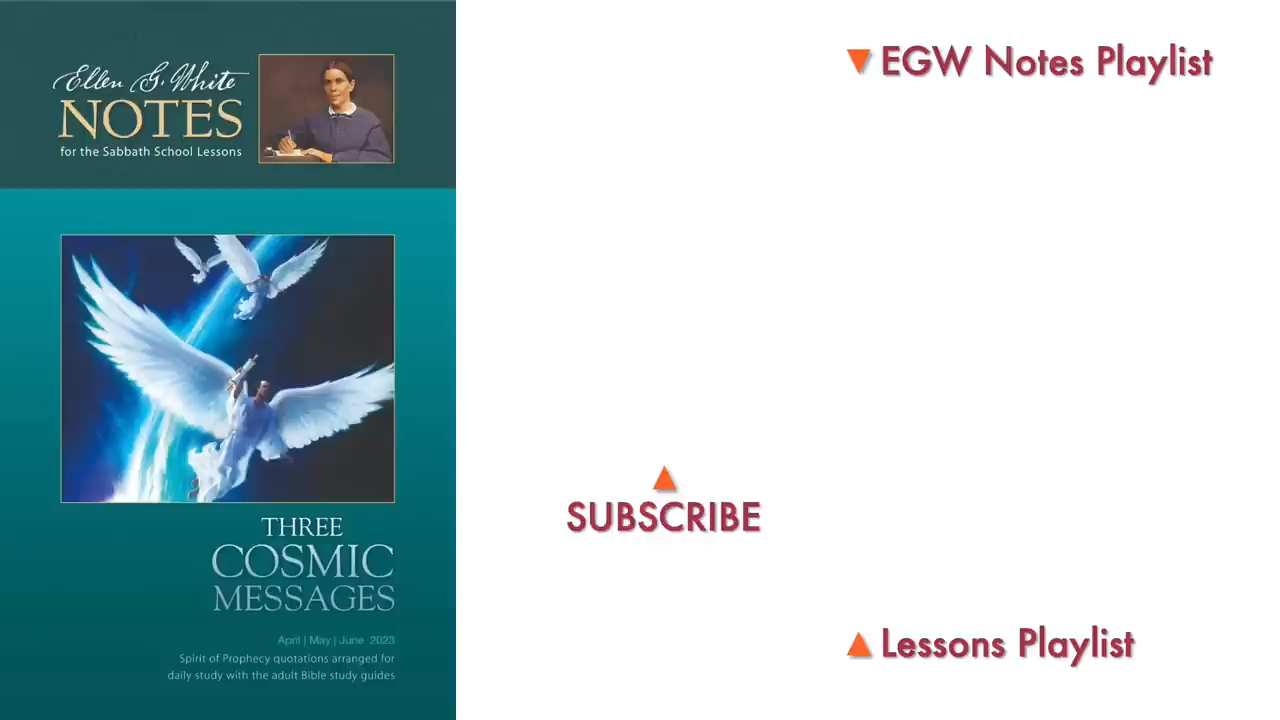 Ellen G. White
NOTES
for the Sabbath School Lessons
THREE
COSMIC
MESSAGES
April | May | June 2023
Spirit of Prophecy quotations arranged for
daily study with the adult Bible study guides
▼ EGW Notes Playlist
▲
SUBSCRIBE
▲ Lessons Playlist